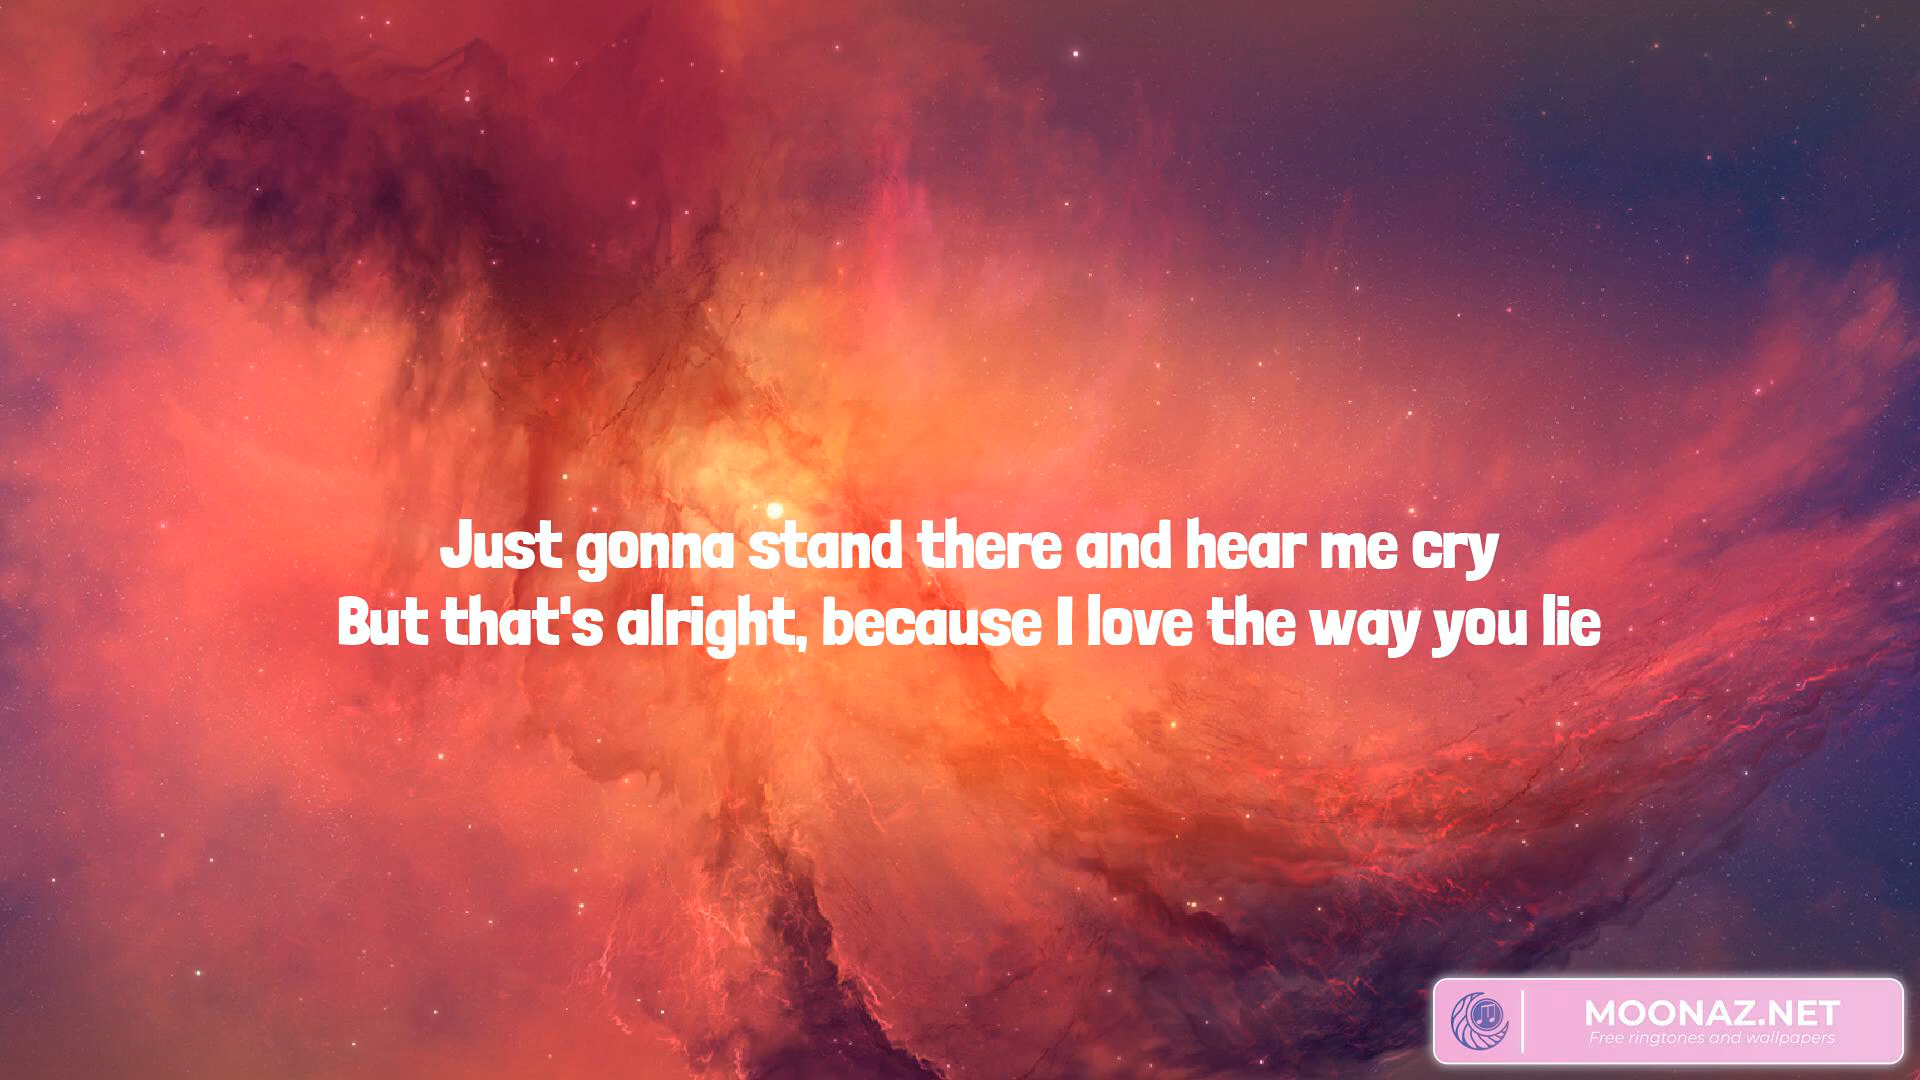 Just gonna stand there and hear me cry
But that's alright, because I love the way you lie
MOONAZ.NET
Free ringtones and wallpapers